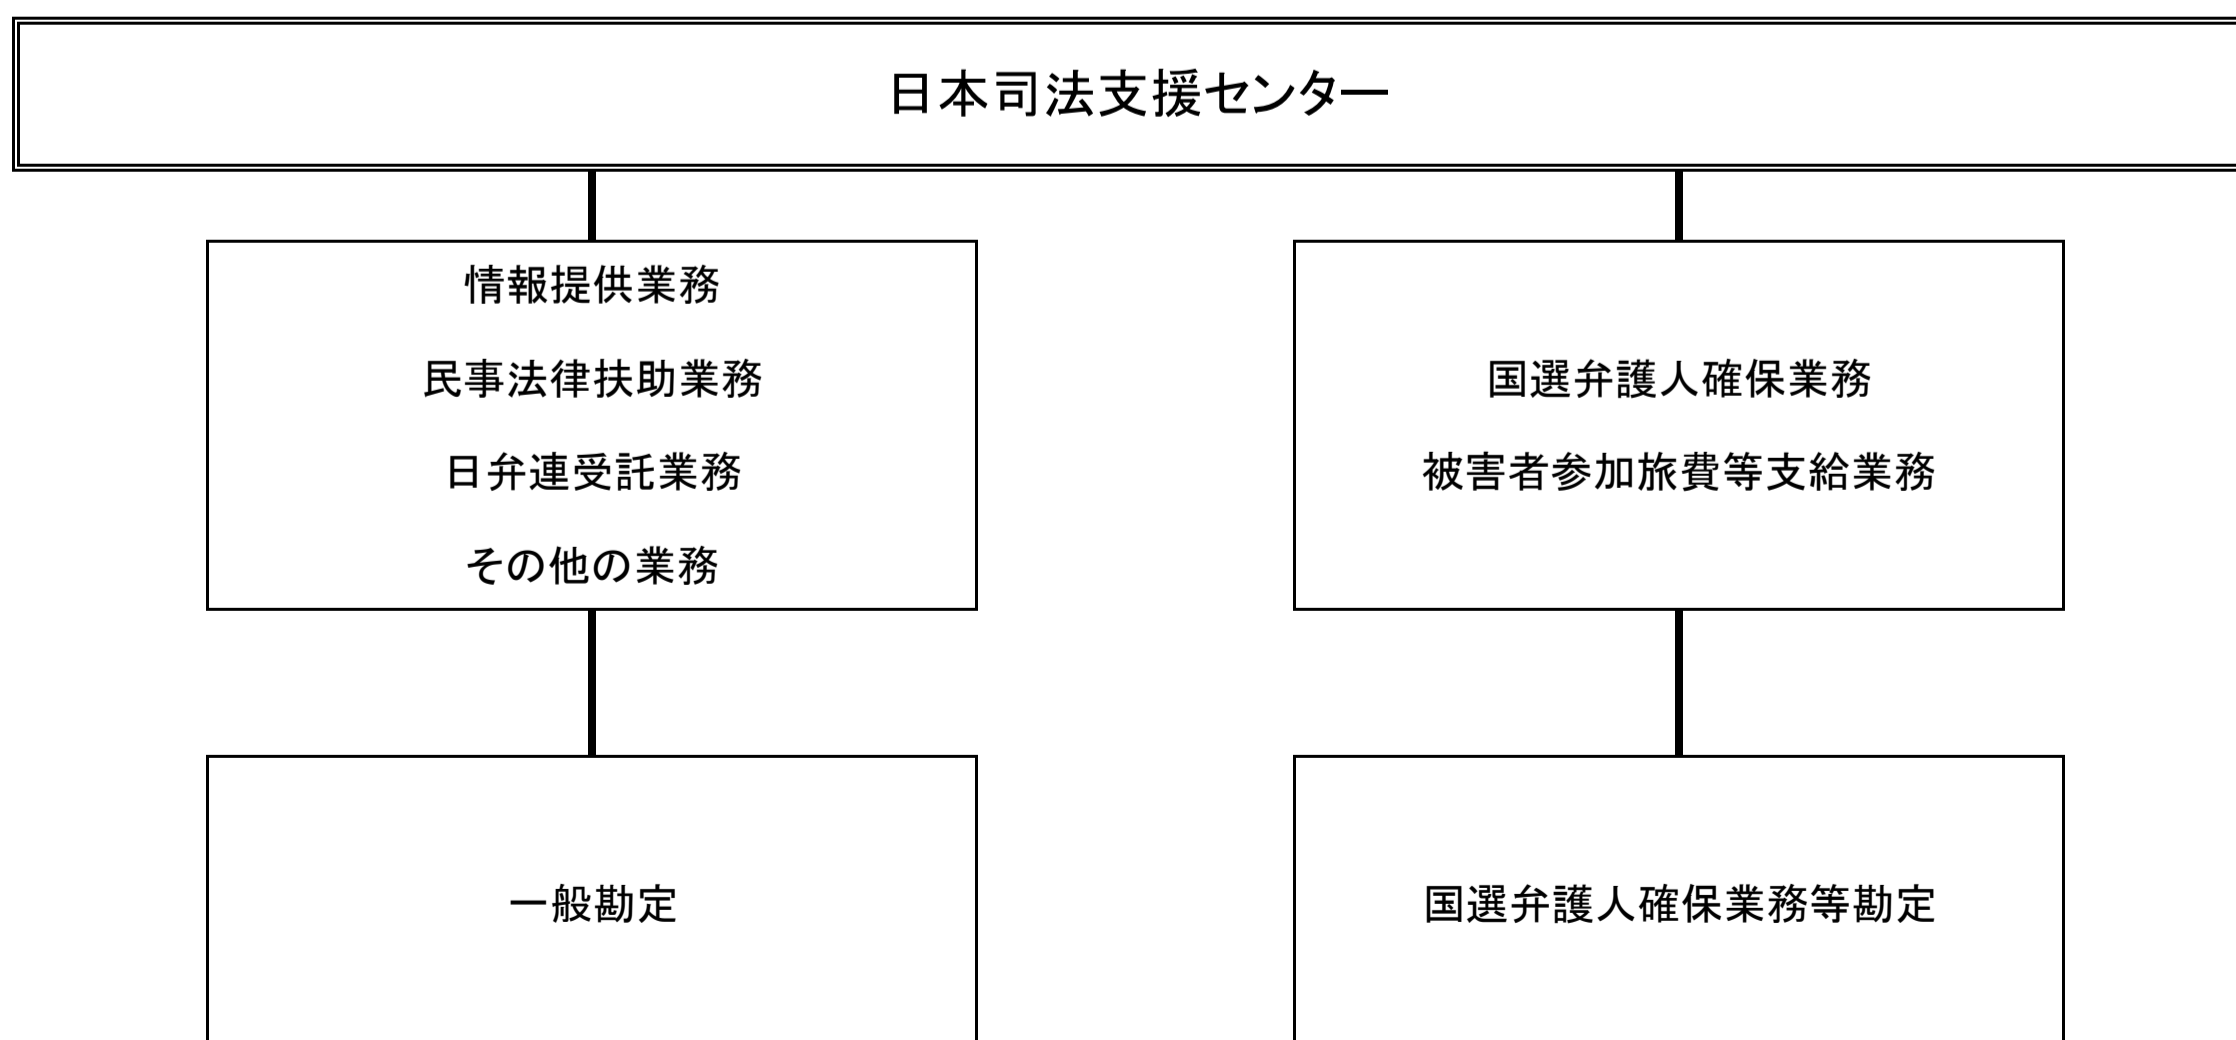 日本司法支援センター
情報提供業務
民事法律扶助業務
日弁連受託業務
その他の業務
国選弁護人確保業務
被害者参加旅費等支給業務
一般勘定
国選弁護人確保業務等勘定